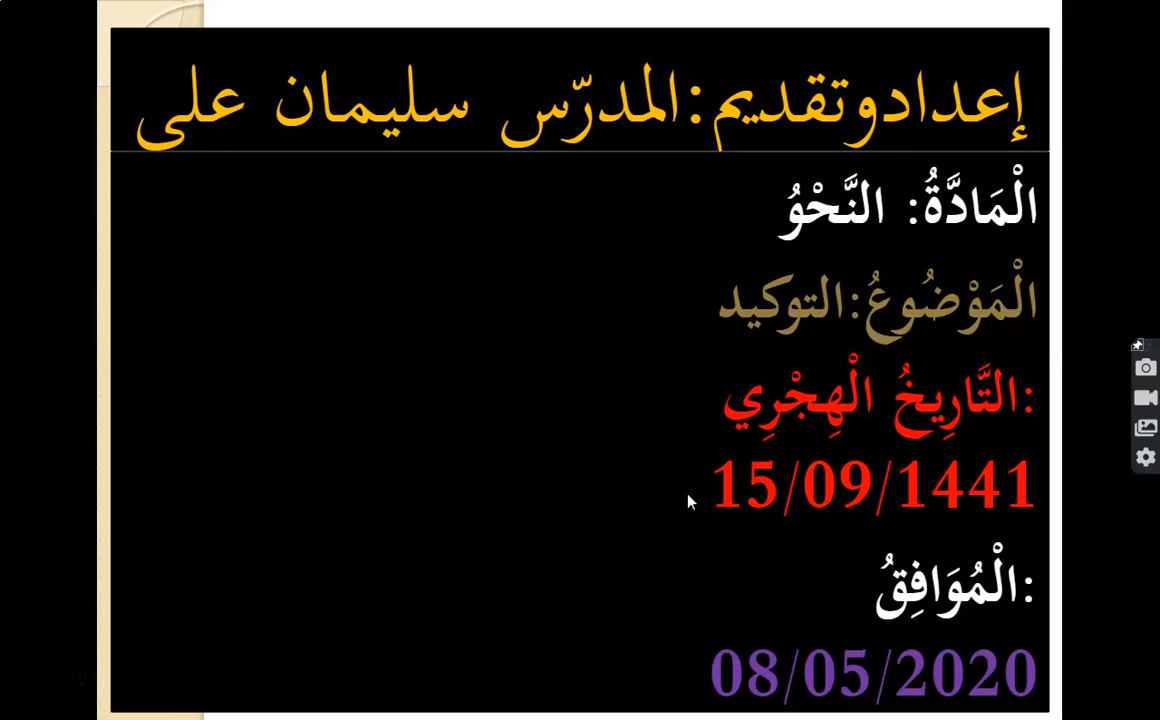 إعدادوتقديم:المدرّس سليمان على
الْمَادَّةُ: النَّحْوُ
الْمَوْضُوعُ:التوكيد
:التَّارِيخُ الْهِجْرِي
15/09/1441
:الْمُوَافِقُ
08/05/2020